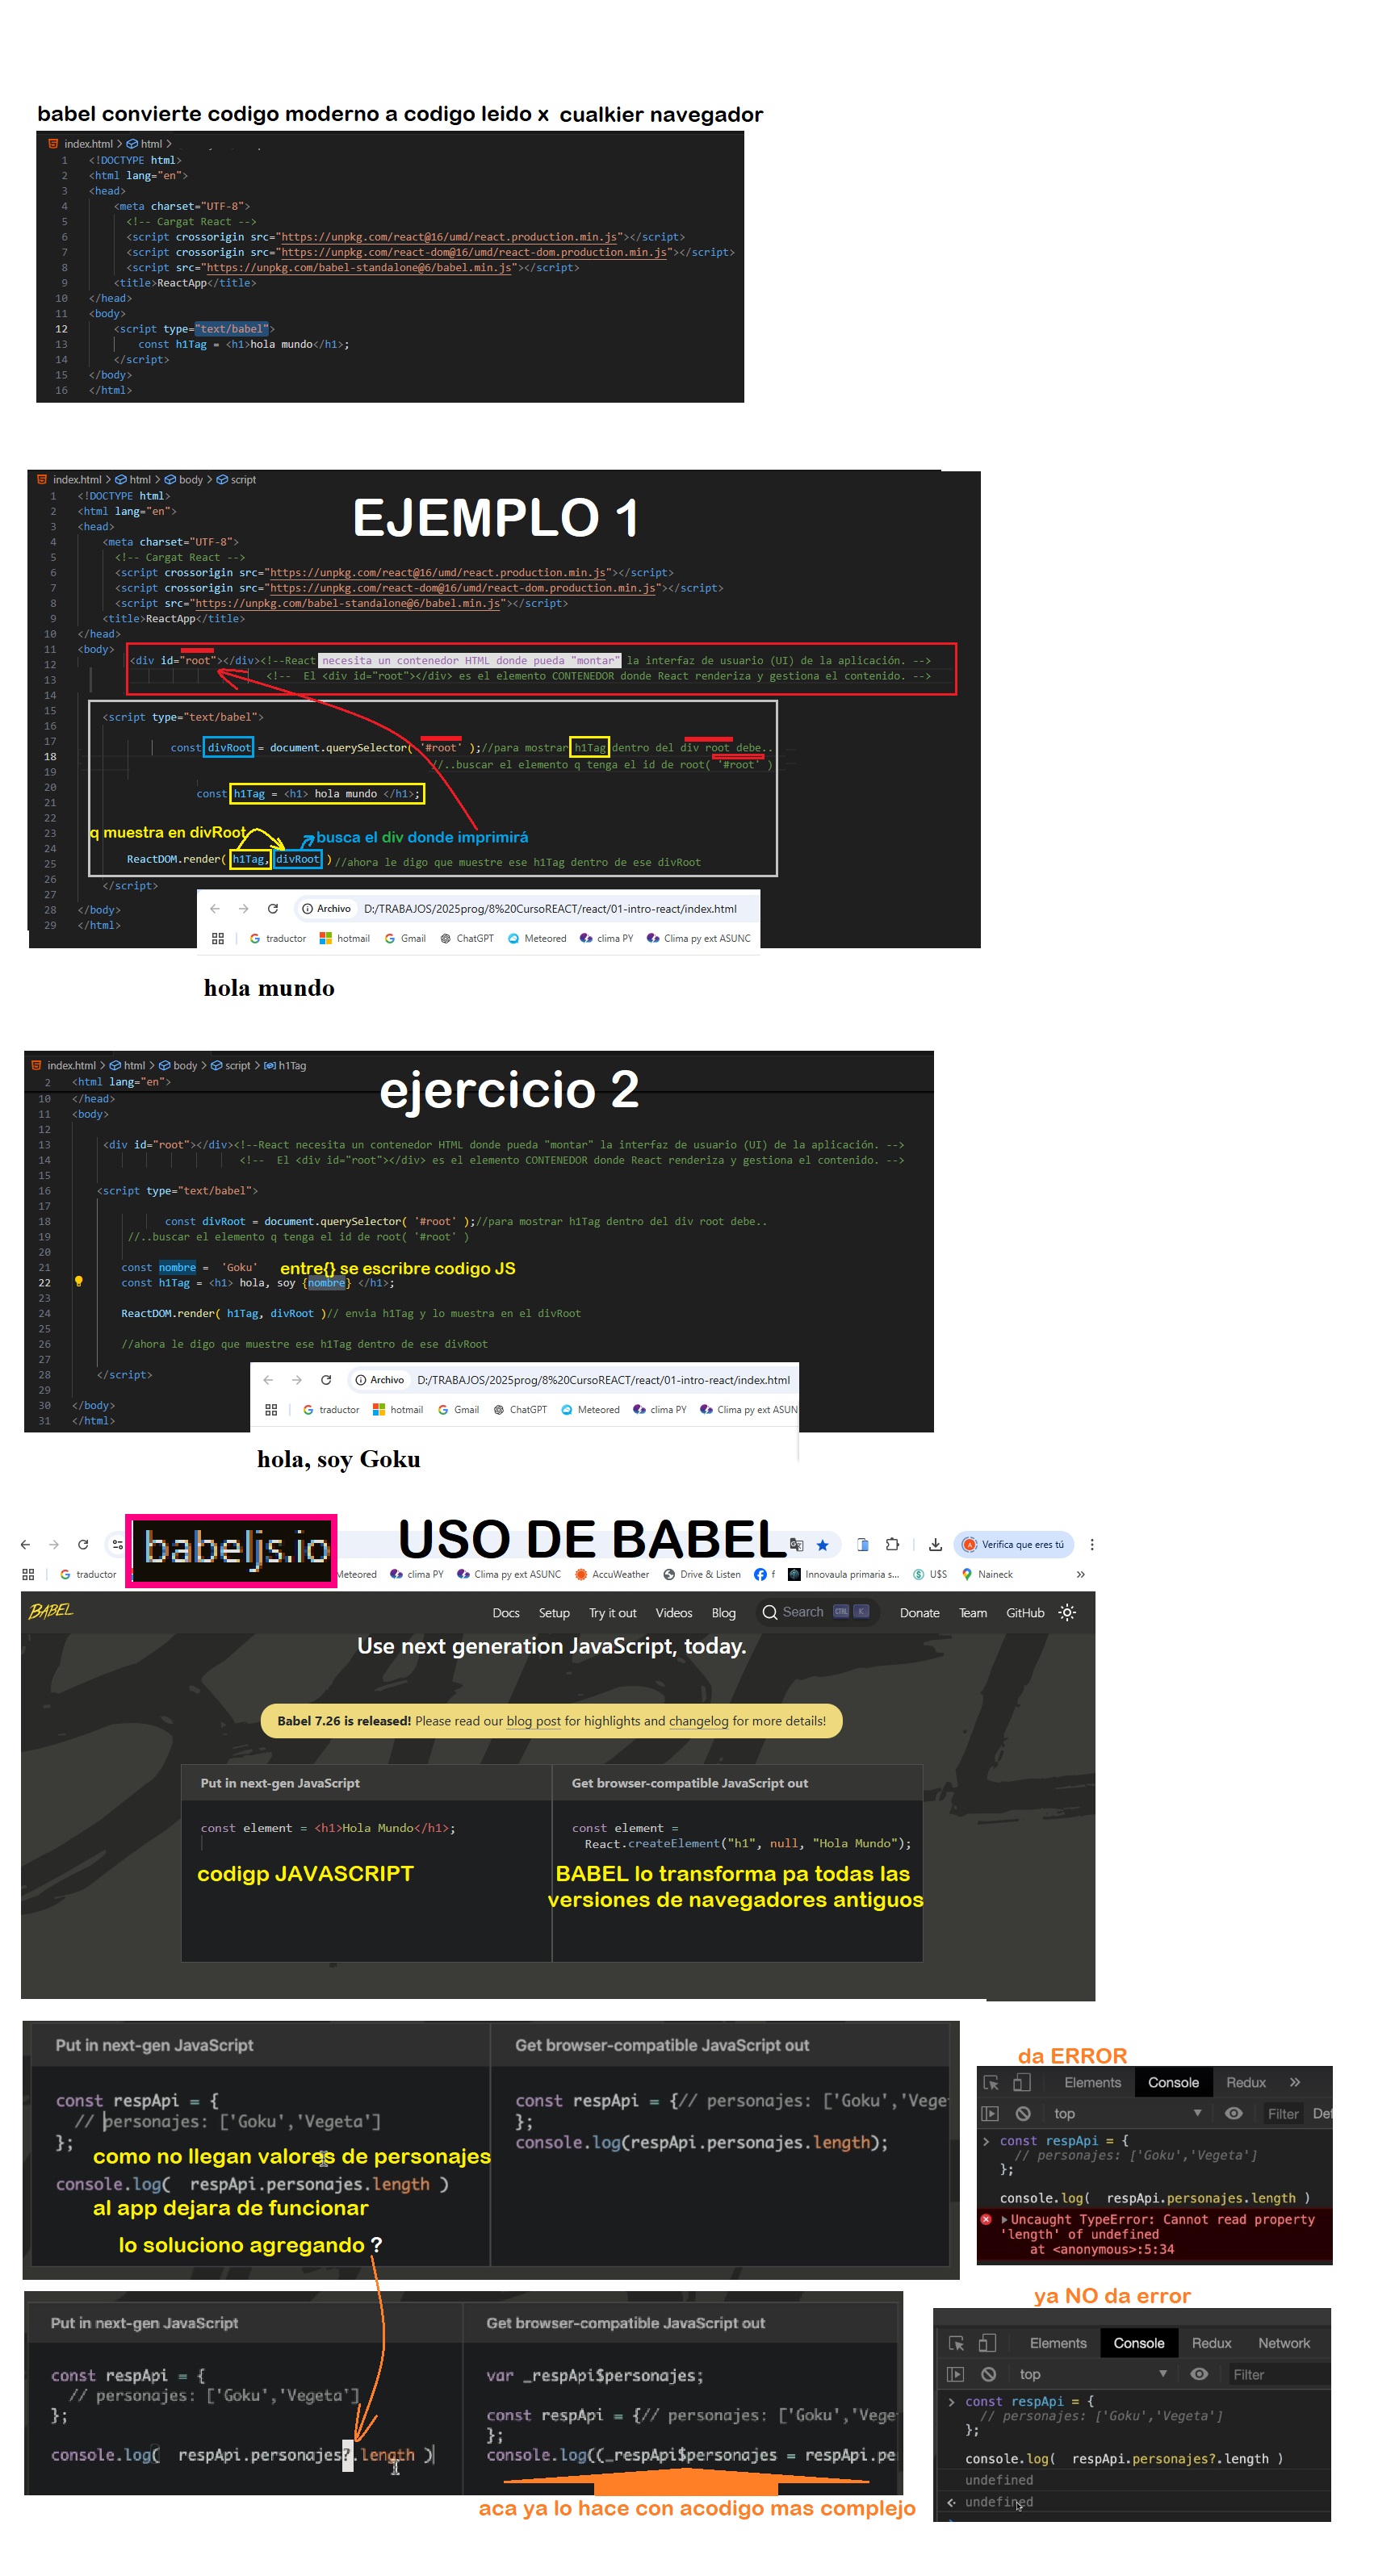 babel convierte codigo moderno a codigo leido x cualkier navegador
index.html > html >
1 <!DOCTYPE html>
2 <html lang="en">
3 <head>
4 <meta charset="UTF-8">
5 <!-- Cargat React -->
6 <script crossorigin src="https://unpkg.com/react@16/umd/react.production.min.js"></script>
7 <script crossorigin src="https://unpkg.com/react-dom@16/umd/react-dom.production.min.js"></script>
8 <script src="https://unpkg.com/babel-standalone@6/babel.min.js"></script>
9 <title>ReactApp</title>
10 </head>
11 <body>
12 <script type="text/babel">
13 const h1Tag = <h1>hola mundo</h1>;
14 </script>
15 </body>
16 </html>
index.html > html > body > script
EJEMPLO 1
1 <!DOCTYPE html>
2 <html lang="en">
3 <head>
4 <meta charset="UTF-8">
5 <!-- Cargat React -->
6 <script crossorigin src="https://unpkg.com/react@16/umd/react.production.min.js"></script>
7 <script crossorigin src="https://unpkg.com/react-dom@16/umd/react-dom.production.min.js"></script>
8 <script src="https://unpkg.com/babel-standalone@6/babel.min.js"></script>
9 <title>ReactApp</title>
10 </head>
11 <body>
12 <div id="root"></div><!--React necesita un contenedor HTML donde pueda "montar" la interfaz de usuario (UI) de la aplicación. -->
13 <!-- El <div id="root"></div> es el elemento CONTENEDOR donde React renderiza y gestiona el contenido. -->
14
15 <script type="text/babel">
16
17 const divRoot = document.querySelector( '#root' );//para mostrar h1Tag dentro del div root debe..
18 //..buscar el elemento q tenga el id de root( '#root' )
19
20 const h1Tag = <h1> hola mundo </h1>;
21
22
23 q muestra en divRoot busca el div donde imprimirá
24
25 ReactDOM.render( h1Tag, divRoot ) //ahora le digo que muestre ese h1Tag dentro de ese divRoot
26 </script>
27
28 </body>
29 </html>
Archivo D:/TRABAJOS/2025prog/8%20CursoREACT/react/01-intro-react/index.html
traductor hotmail Gmail ChatGPT Meteored clima PY Clima py ext ASUNC
hola mundo
index.html > html > body > script > h1Tag
ejercicio 2
2 <html lang="en">
10 </head>
11 <body>
12
13 <div id="root"></div><!--React necesita un contenedor HTML donde pueda "montar" la interfaz de usuario (UI) de la aplicación. -->
14 <!-- El <div id="root"></div> es el elemento CONTENEDOR donde React renderiza y gestiona el contenido. -->
15
16 <script type="text/babel">
17
18 const divRoot = document.querySelector( '#root' );//para mostrar h1Tag dentro del div root debe..
19 //..buscar el elemento q tenga el id de root( '#root' )
20
21 const nombre = 'Goku' entre{} se escribre codigo JS
22 const h1Tag = <h1> hola, soy {nombre} </h1>;
23
24 ReactDOM.render( h1Tag, divRoot )// envia h1Tag y lo muestra en el divRoot
25
26 //ahora le digo que muestre ese h1Tag dentro de ese divRoot
27
28 </script>
29
30 </body>
31 </html>
Archivo D:/TRABAJOS/2025prog/8%20CursoREACT/react/01-intro-react/index.html
traductor hotmail Gmail ChatGPT Meteored clima PY Clima py ext ASUN
hola, soy Goku
babeljs.io USO DE BABEL Verifica que eres tú
traductor Meteored clima PY Clima py ext ASUNC AccuWeather Drive & Listen f Innovaula primaria s... U$S Naineck
BABEL Docs Setup Try it out Videos Blog Search CTRL K Donate Team GitHub
Use next generation JavaScript, today.
Babel 7.26 is released! Please read our blog post for highlights and changelog for more details!
Put in next-gen JavaScript
const element = <h1>Hola Mundo</h1>;
codigp JAVASCRIPT
Get browser-compatible JavaScript out
const element =
React.createElement("h1", null, "Hola Mundo");
BABEL lo transforma pa todas las
versiones de navegadores antiguos
Put in next-gen JavaScript
const respApi = {
// personajes: ['Goku','Vegeta']
};
como no llegan valores de personajes
console.log( respApi.personajes.length )
al app dejara de funcionar
lo soluciono agregando ?
Get browser-compatible JavaScript out
const respApi = {// personajes: ['Goku','Veget
};
console.log(respApi.personajes.length);
da ERROR
Elements Console Redux
top Filter Def
const respApi = {
// personajes: ['Goku','Vegeta']
};
console.log( respApi.personajes.length )
Uncaught TypeError: Cannot read property
'length' of undefined
at <anonymous>:5:34
Put in next-gen JavaScript
const respApi = {
// personajes: ['Goku','Vegeta']
};
console.log( respApi.personajes?.length )
Get browser-compatible JavaScript out
var _respApi$personajes;
const respApi = {// personajes: ['Goku','Vege
};
console.log((_respApi$personajes = respApi.pe
aca ya lo hace con acodigo mas complejo
ya NO da error
Elements Console Redux Network
top Filter
const respApi = {
// personajes: ['Goku','Vegeta']
};
console.log( respApi.personajes?.length )
undefined
undefined